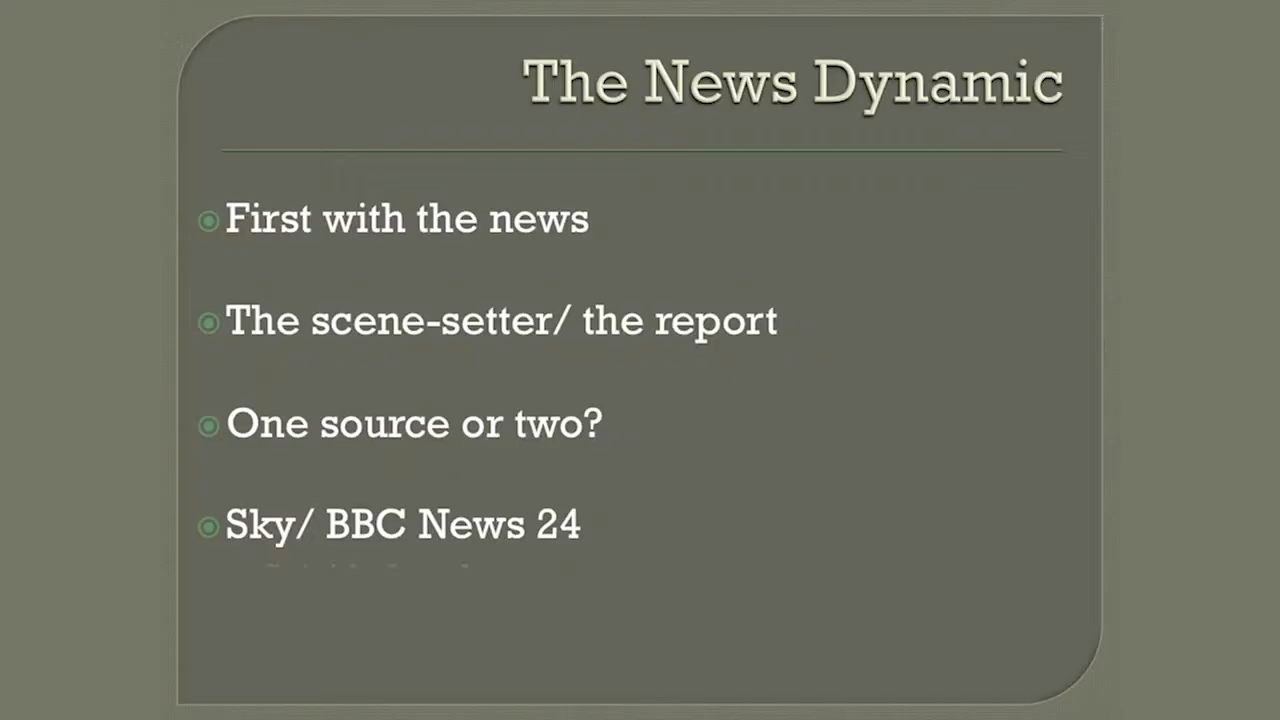 The News Dynamic
First with the news
The scene-setter/ the report
One source or two?
Sky/ BBC News 24